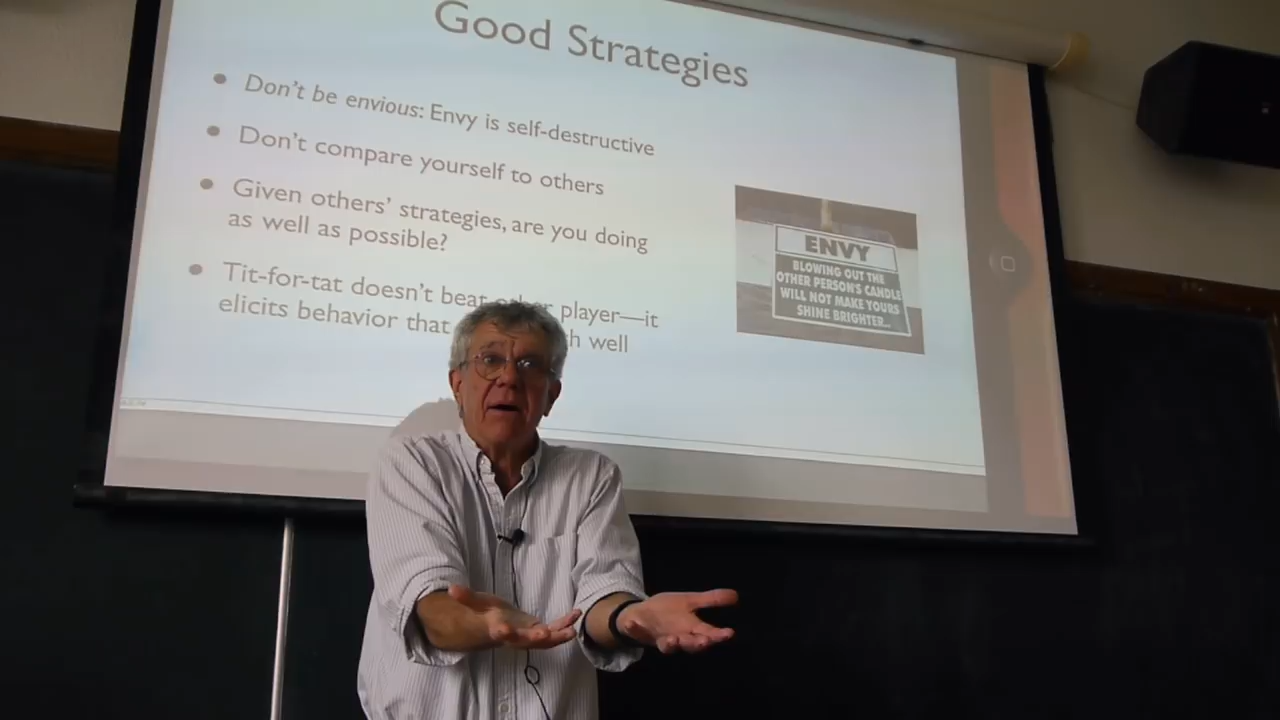 Good Strategies
• Don't be envious: Envy is self-destructive
• Don't compare yourself to others
• Given others' strategies, are you doing
as well as possible?
• Tit-for-tat doesn't beat player—it
elicits behavior that well
ENVY
BLOWING OUT THE
OTHER PERSON'S CANDLE
WILL NOT MAKE YOURS
SHINE BRIGHTER..